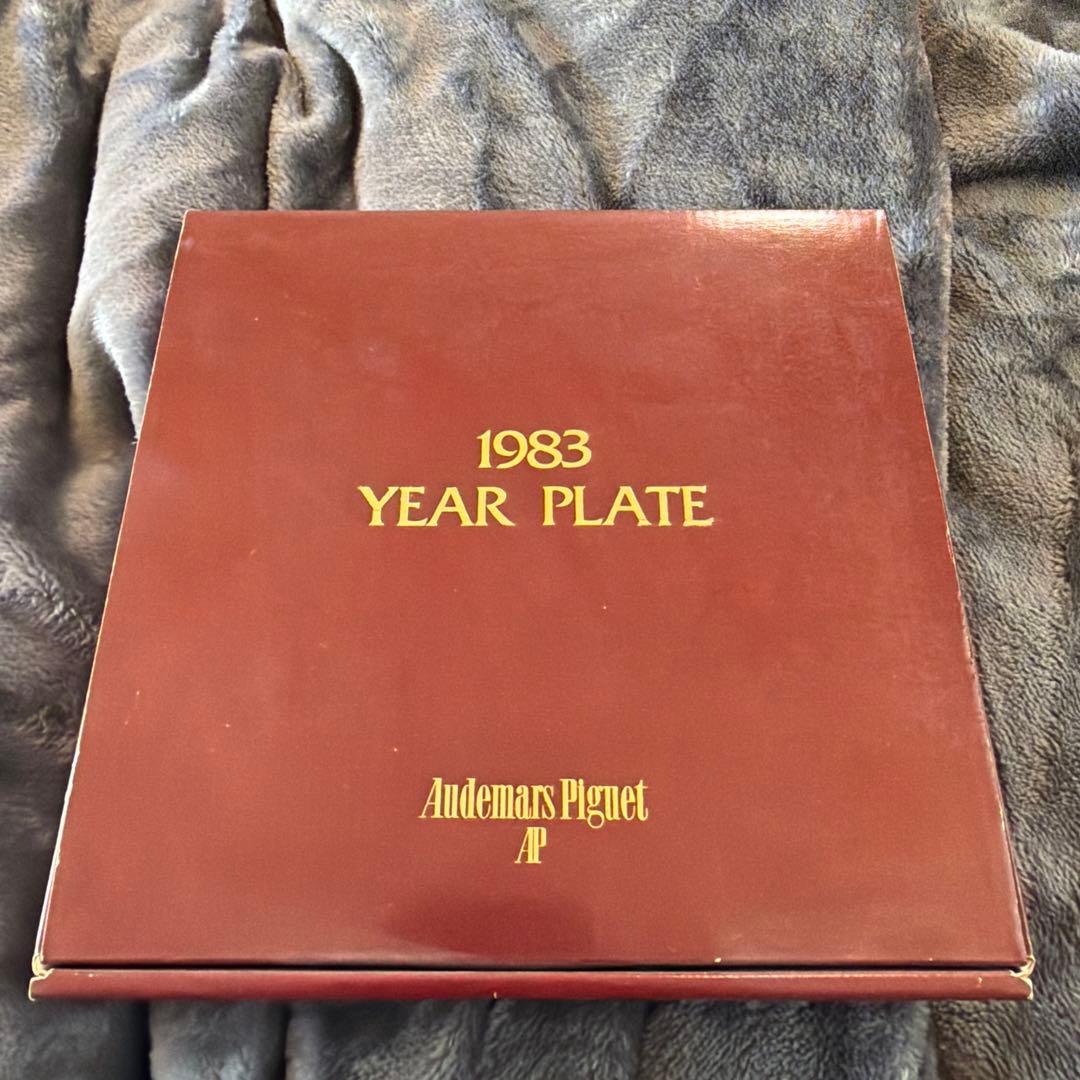 1983
YEAR PLATE
Audemars Piguet
AP